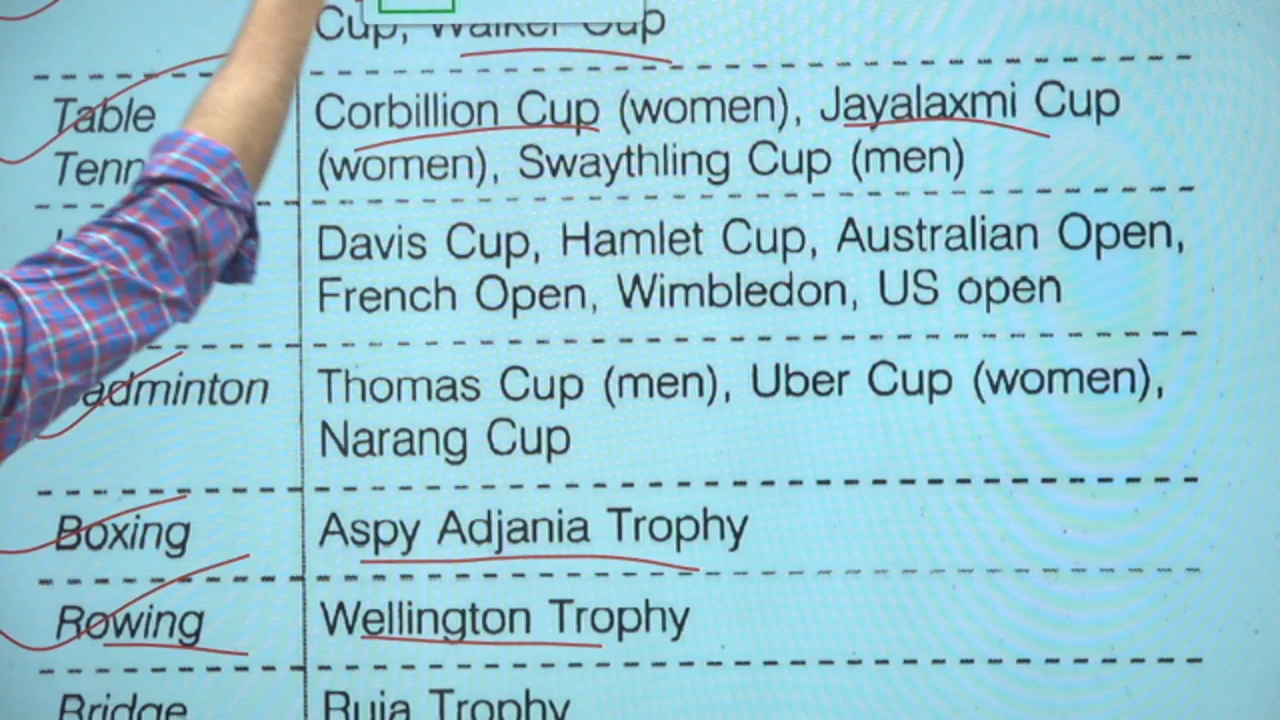 Cup, Walker Cup
Table Corbillion Cup (women), Jayalaxmi Cup
Tenn (women), Swaythling Cup (men)
Davis Cup, Hamlet Cup, Australian Open,
French Open, Wimbledon, US open
adminton Thomas Cup (men), Uber Cup (women),
Narang Cup
Boxing Aspy Adjania Trophy
Rowing Wellington Trophy
Bridge Ruia Trophy